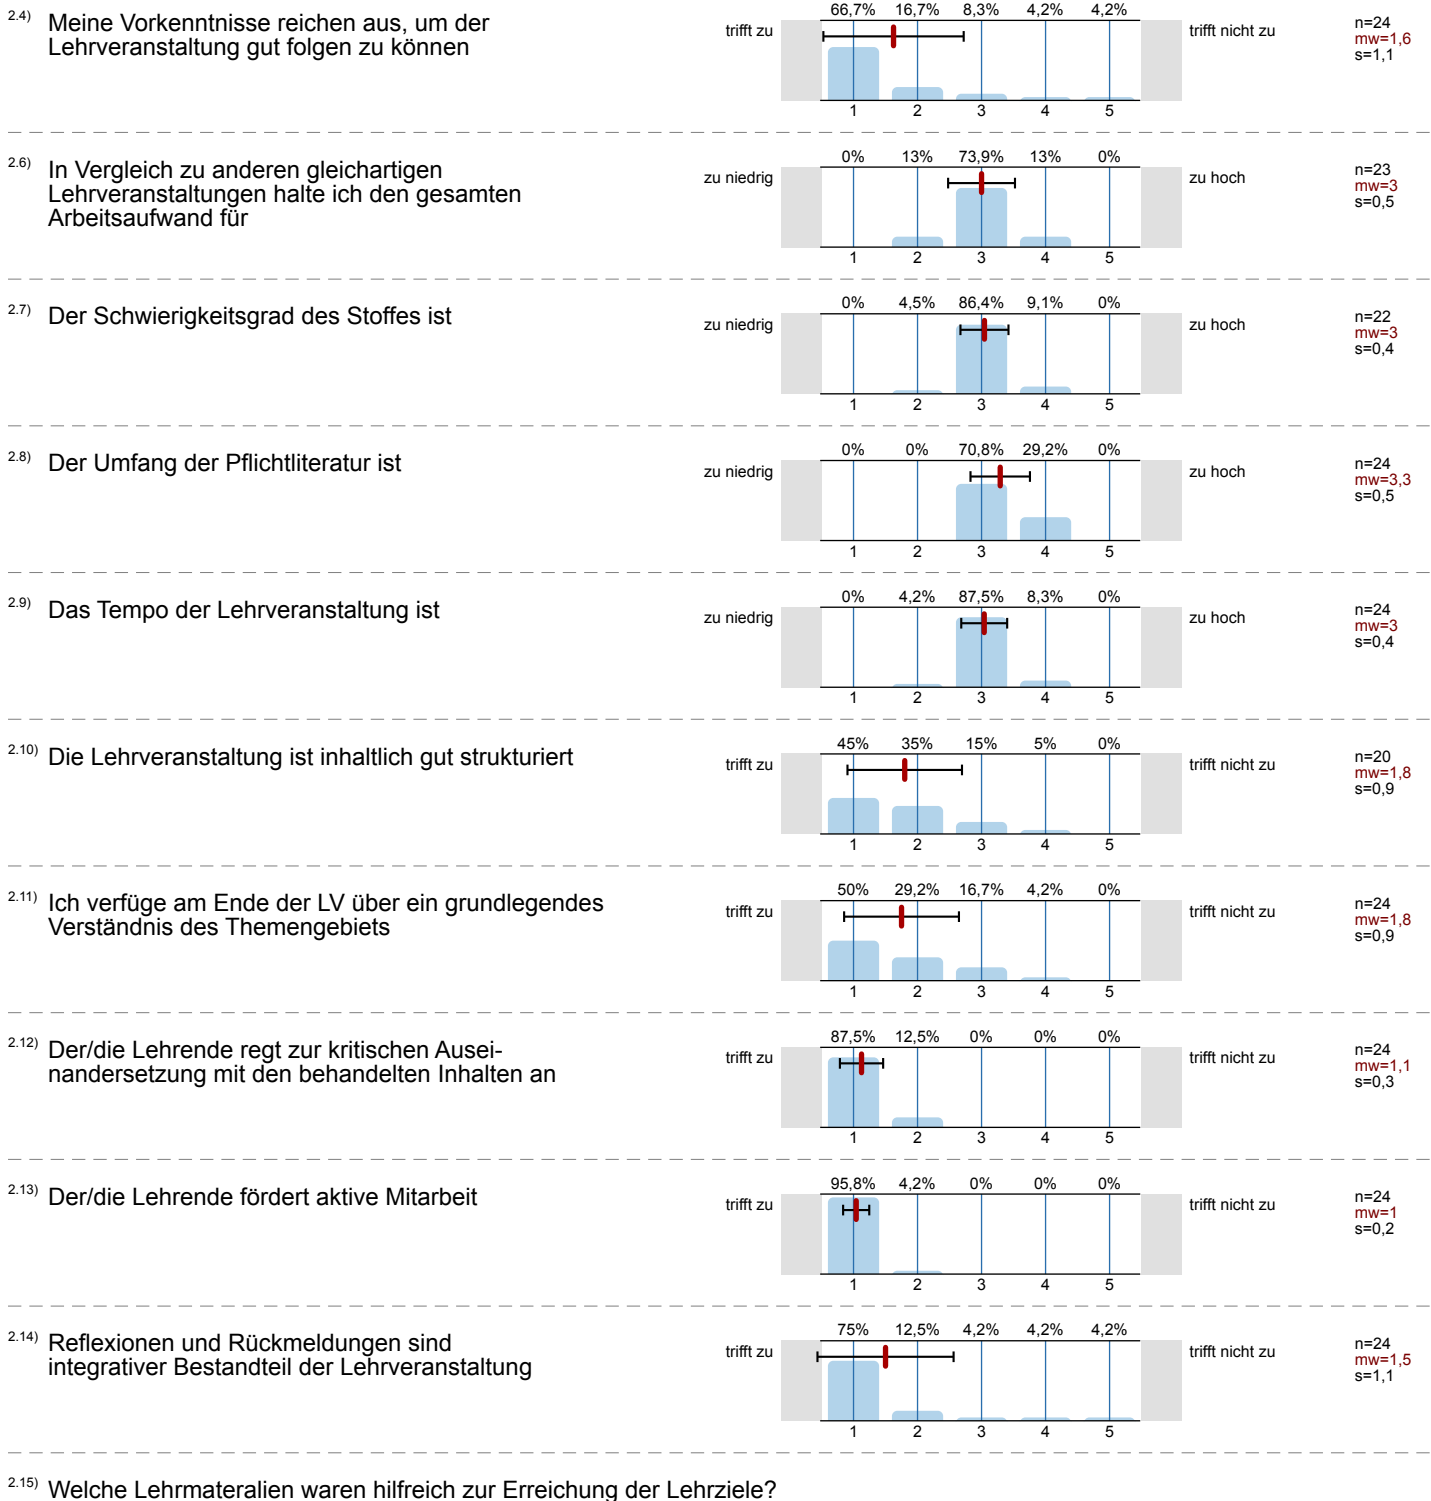 2.4) Meine Vorkenntnisse reichen aus, um der
Lehrveranstaltung gut folgen zu können
trifft zu
66,7% 16,7% 8,3% 4,2% 4,2%
1 2 3 4 5
trifft nicht zu
n=24
mw=1,6
s=1,1
2.6) In Vergleich zu anderen gleichartigen
Lehrveranstaltungen halte ich den gesamten
Arbeitsaufwand für
zu niedrig
0% 13% 73,9% 13% 0%
1 2 3 4 5
zu hoch
n=23
mw=3
s=0,5
2.7) Der Schwierigkeitsgrad des Stoffes ist
zu niedrig
0% 4,5% 86,4% 9,1% 0%
1 2 3 4 5
zu hoch
n=22
mw=3
s=0,4
2.8) Der Umfang der Pflichtliteratur ist
zu niedrig
0% 0% 70,8% 29,2% 0%
1 2 3 4 5
zu hoch
n=24
mw=3,3
s=0,5
2.9) Das Tempo der Lehrveranstaltung ist
zu niedrig
0% 4,2% 87,5% 8,3% 0%
1 2 3 4 5
zu hoch
n=24
mw=3
s=0,4
2.10) Die Lehrveranstaltung ist inhaltlich gut strukturiert
trifft zu
45% 35% 15% 5% 0%
1 2 3 4 5
trifft nicht zu
n=20
mw=1,8
s=0,9
2.11) Ich verfüge am Ende der LV über ein grundlegendes
Verständnis des Themengebiets
trifft zu
50% 29,2% 16,7% 4,2% 0%
1 2 3 4 5
trifft nicht zu
n=24
mw=1,8
s=0,9
2.12) Der/die Lehrende regt zur kritischen Ausei-
nandersetzung mit den behandelten Inhalten an
trifft zu
87,5% 12,5% 0% 0% 0%
1 2 3 4 5
trifft nicht zu
n=24
mw=1,1
s=0,3
2.13) Der/die Lehrende fördert aktive Mitarbeit
trifft zu
95,8% 4,2% 0% 0% 0%
1 2 3 4 5
trifft nicht zu
n=24
mw=1
s=0,2
2.14) Reflexionen und Rückmeldungen sind
integrativer Bestandteil der Lehrveranstaltung
trifft zu
75% 12,5% 4,2% 4,2% 4,2%
1 2 3 4 5
trifft nicht zu
n=24
mw=1,5
s=1,1
2.15) Welche Lehrmateralien waren hilfreich zur Erreichung der Lehrziele?